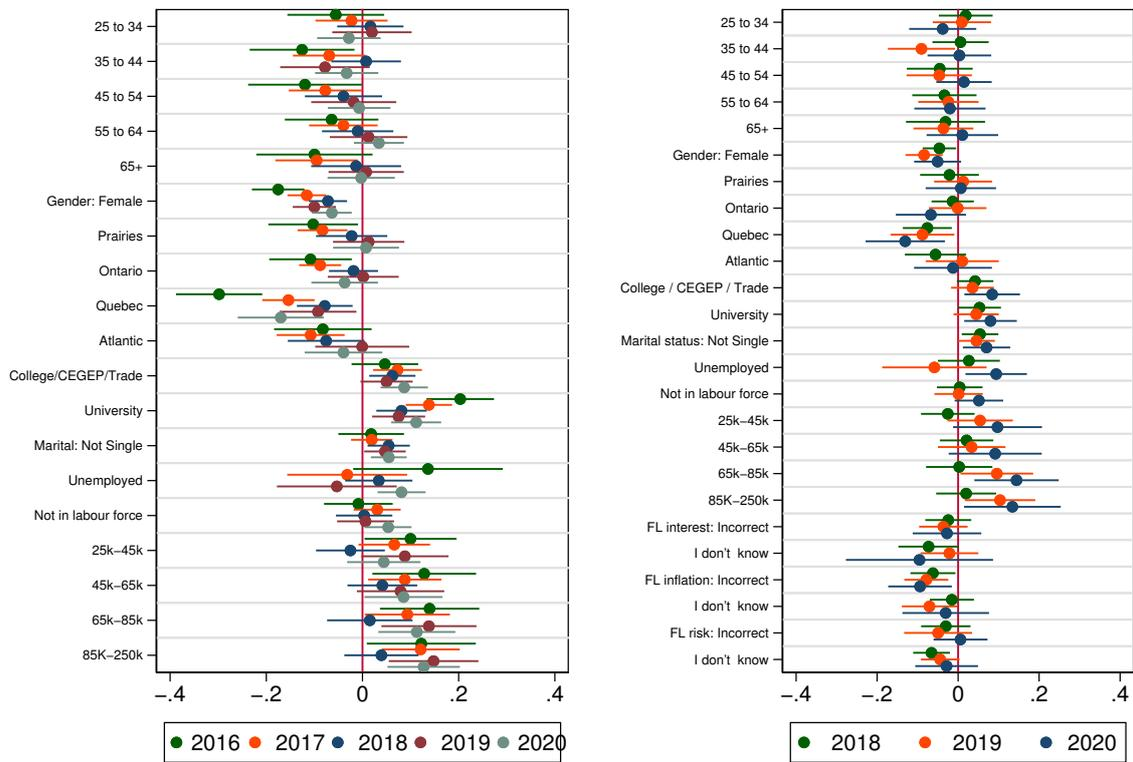 25 to 34
35 to 44
45 to 54
55 to 64
65+
Gender: Female
Prairies
Ontario
Quebec
Atlantic
College/CEGEP/Trade
University
Marital: Not Single
Unemployed
Not in labour force
25k−45k
45k−65k
65k−85k
85K−250k
−.4 −.2 0 .2 .4
2016 2017 2018 2019 2020
25 to 34
35 to 44
45 to 54
55 to 64
65+
Gender: Female
Prairies
Ontario
Quebec
Atlantic
College / CEGEP / Trade
University
Marital status: Not Single
Unemployed
Not in labour force
25k−45k
45k−65k
65k−85k
85K−250k
FL interest: Incorrect
I don't know
FL inflation: Incorrect
I don't know
FL risk: Incorrect
I don't know
−.4 −.2 0 .2 .4
2018 2019 2020